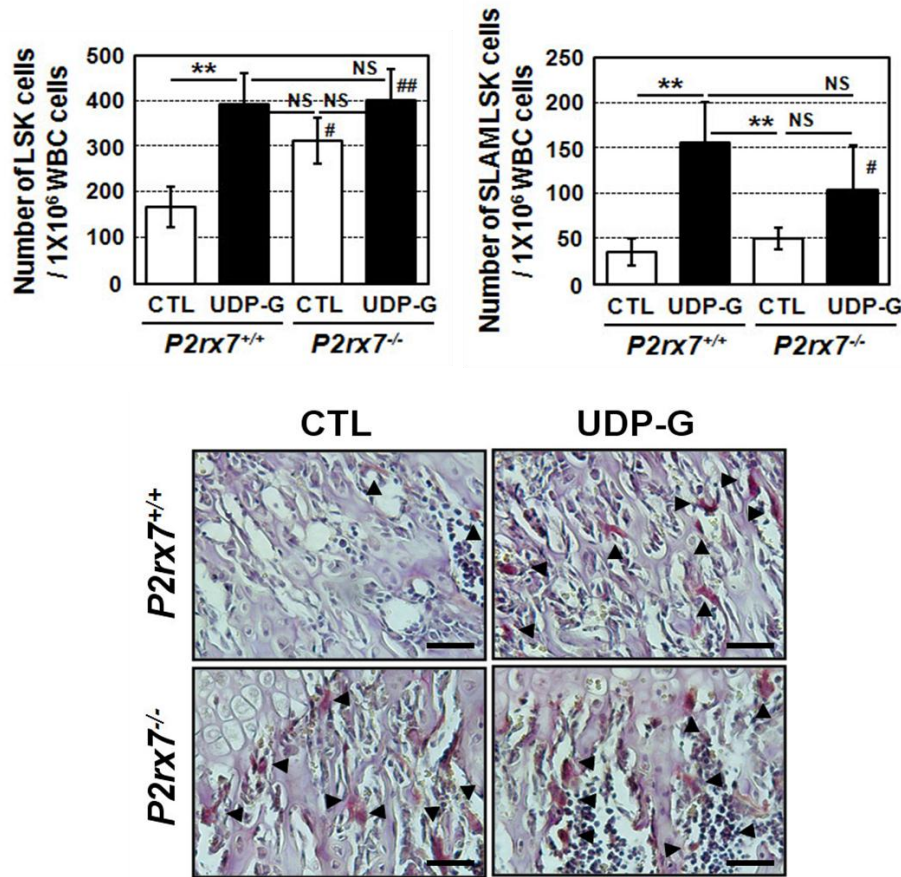 Number of LSK cells
/ 1X10⁶ WBC cells
500
400
300
200
100
0
**
NS
NS
NS
#
##
CTL
UDP-G
CTL
UDP-G
P2rx7⁺/⁺
P2rx7⁻/⁻
Number of SLAM LSK cells
/ 1X10⁶ WBC cells
250
200
150
100
50
0
**
NS
**
NS
#
CTL
UDP-G
CTL
UDP-G
P2rx7⁺/⁺
P2rx7⁻/⁻
CTL
UDP-G
P2rx7⁺/⁺
P2rx7⁻/⁻